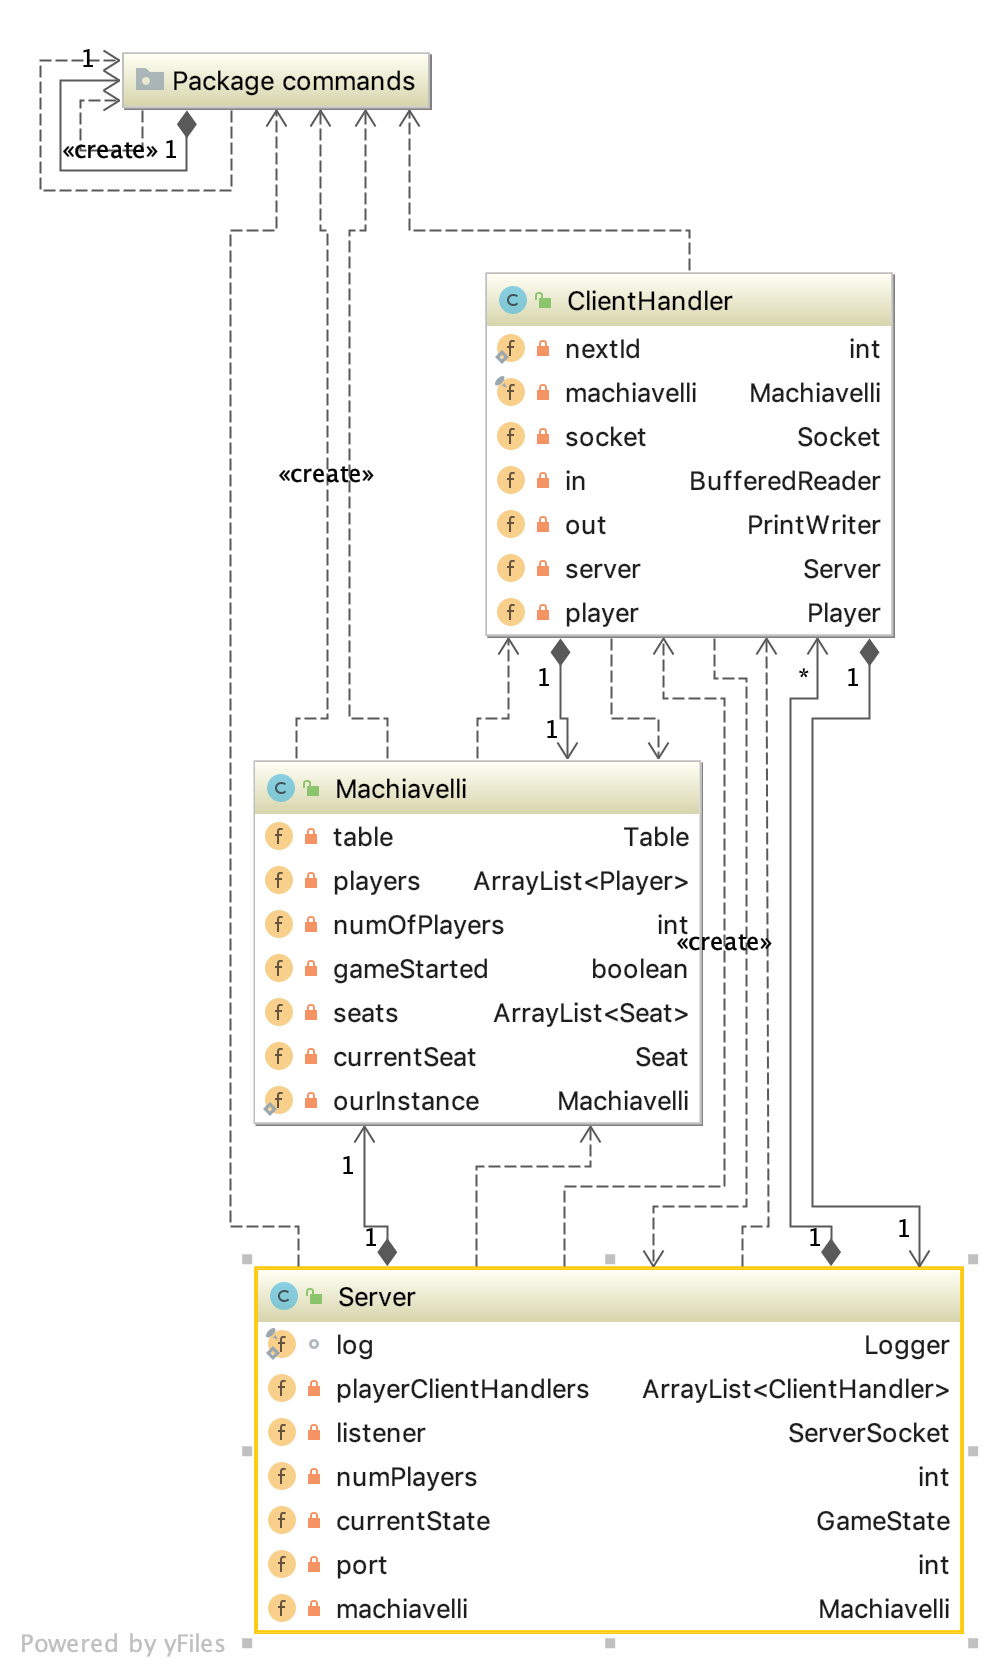 1
Package commands
«create» 1
ClientHandler
nextId int
machiavelli Machiavelli
socket Socket
in BufferedReader
out PrintWriter
server Server
player Player
«create»
1
*
1
1
Machiavelli
table Table
players ArrayList<Player>
numOfPlayers int
gameStarted boolean
seats ArrayList<Seat>
currentSeat Seat
ourInstance Machiavelli
«create»
1
1
1
1
Server
log Logger
playerClientHandlers ArrayList<ClientHandler>
listener ServerSocket
numPlayers int
currentState GameState
port int
machiavelli Machiavelli
Powered by yFiles